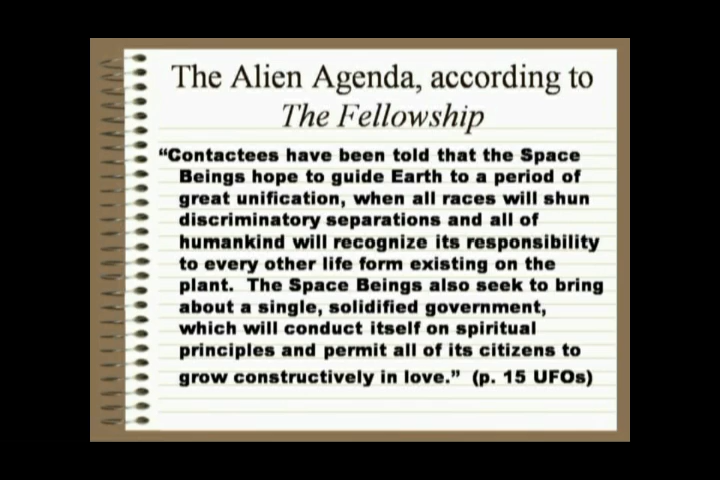 The Alien Agenda, according to
The Fellowship
“Contactees have been told that the Space
Beings hope to guide Earth to a period of
great unification, when all races will shun
discriminatory separations and all of
humankind will recognize its responsibility
to every other life form existing on the
plant. The Space Beings also seek to bring
about a single, solidified government,
which will conduct itself on spiritual
principles and permit all of its citizens to
grow constructively in love.” (p. 15 UFOs)